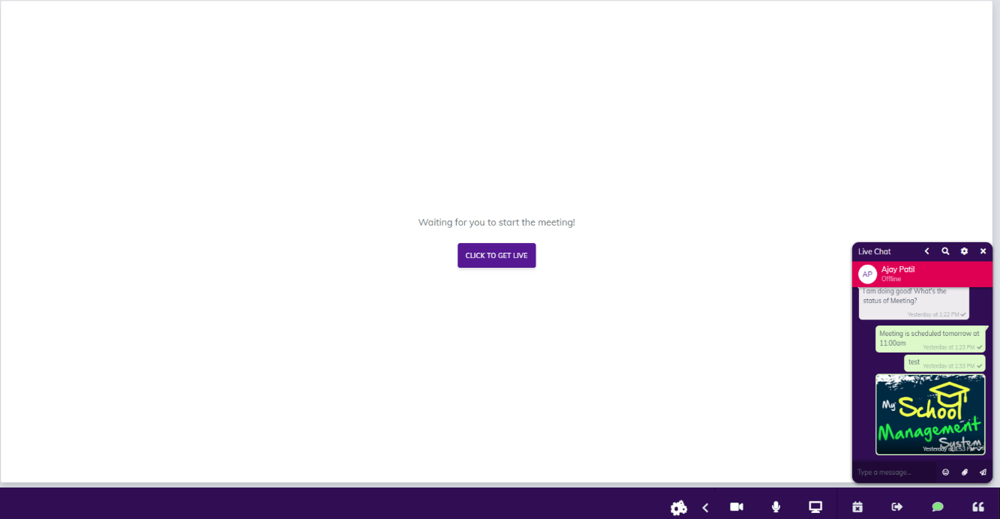 Waiting for you to start the meeting!
CLICK TO GET LIVE
Live Chat
AP
Ajay Patil
Offline
I am doing good! What's the
status of Meeting?
Yesterday at 1:22 PM
Meeting is scheduled tomorrow at
11:00am
Yesterday at 1:23 PM
test
Yesterday at 1:33 PM
My School
Management
System
Yesterday at 1:53 PM
Type a message...